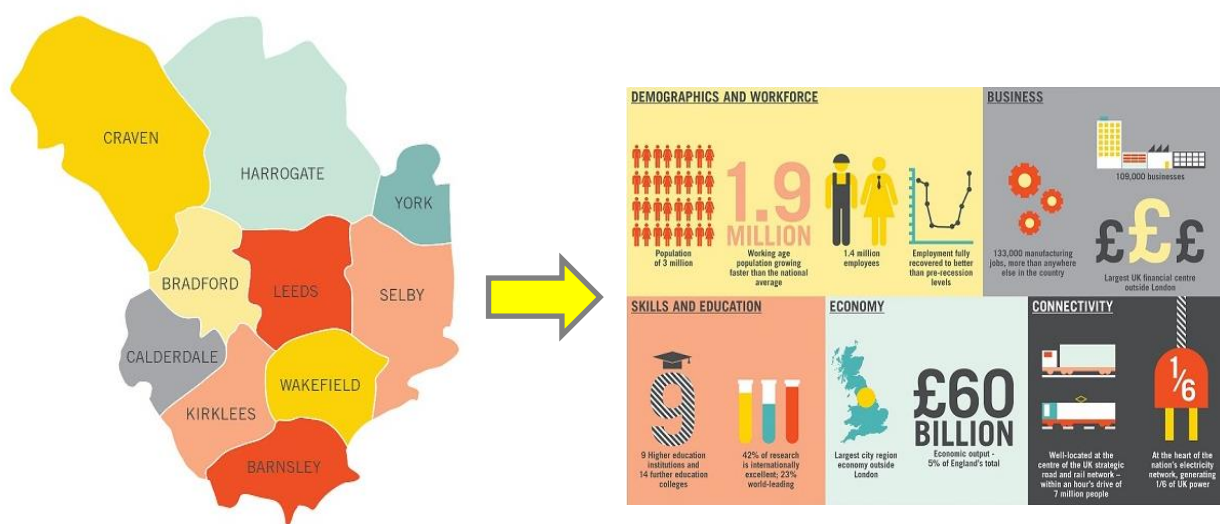 CRAVEN
HARROGATE
YORK
BRADFORD
LEEDS
SELBY
CALDERDALE
WAKEFIELD
KIRKLEES
BARNSLEY
DEMOGRAPHICS AND WORKFORCE
Population
of 3 million
1.9
MILLION
Working age
population growing
faster than the national
average
1.4 million
employees
Employment fully
recovered to better
than pre-recession
levels
BUSINESS
133,000 manufacturing
jobs, more than anywhere
else in the country
109,000 businesses
£££
Largest UK financial centre
outside London
SKILLS AND EDUCATION
9
9 Higher education
institutions and
14 further education
colleges
42% of research
is internationally
excellent; 23%
world-leading
ECONOMY
Largest city region
economy outside
London
£60
BILLION
Economic output -
5% of England's total
CONNECTIVITY
Well-located at the
centre of the UK strategic
road and rail network –
within an hour's drive of
7 million people
1/6
At the heart of the
nation's electricity
network, generating
1/6 of UK power